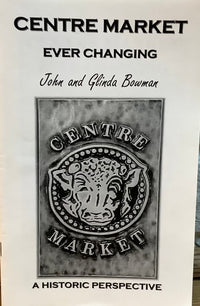 CENTRE MARKET
EVER CHANGING
John and Glinda Bowman
CENTRE
MARKET
A HISTORIC PERSPECTIVE